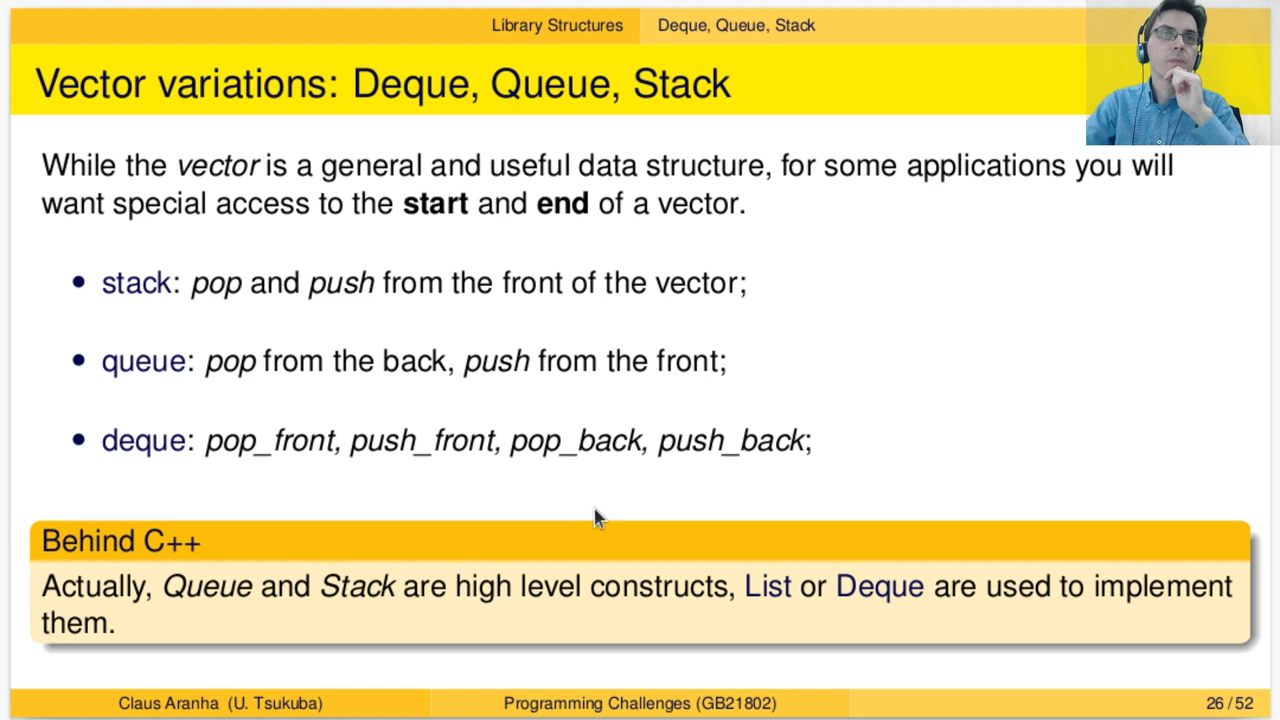 Library Structures Deque, Queue, Stack
Vector variations: Deque, Queue, Stack
While the vector is a general and useful data structure, for some applications you will
want special access to the start and end of a vector.
• stack: pop and push from the front of the vector;
• queue: pop from the back, push from the front;
• deque: pop_front, push_front, pop_back, push_back;
Behind C++
Actually, Queue and Stack are high level constructs, List or Deque are used to implement
them.
Claus Aranha (U. Tsukuba) Programming Challenges (GB21802) 26 / 52